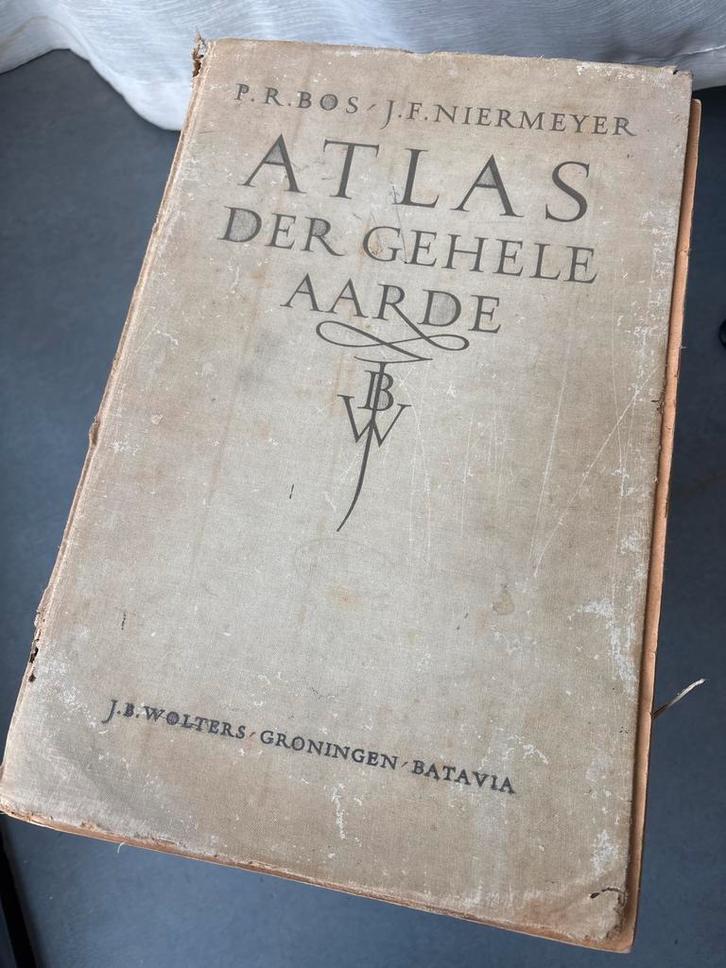 P.R.BOS / J.F.NIERMEYER
ATLAS
DER GEHELE
AARDE
JBW
J.B.WOLTERS / GRONINGEN / BATAVIA